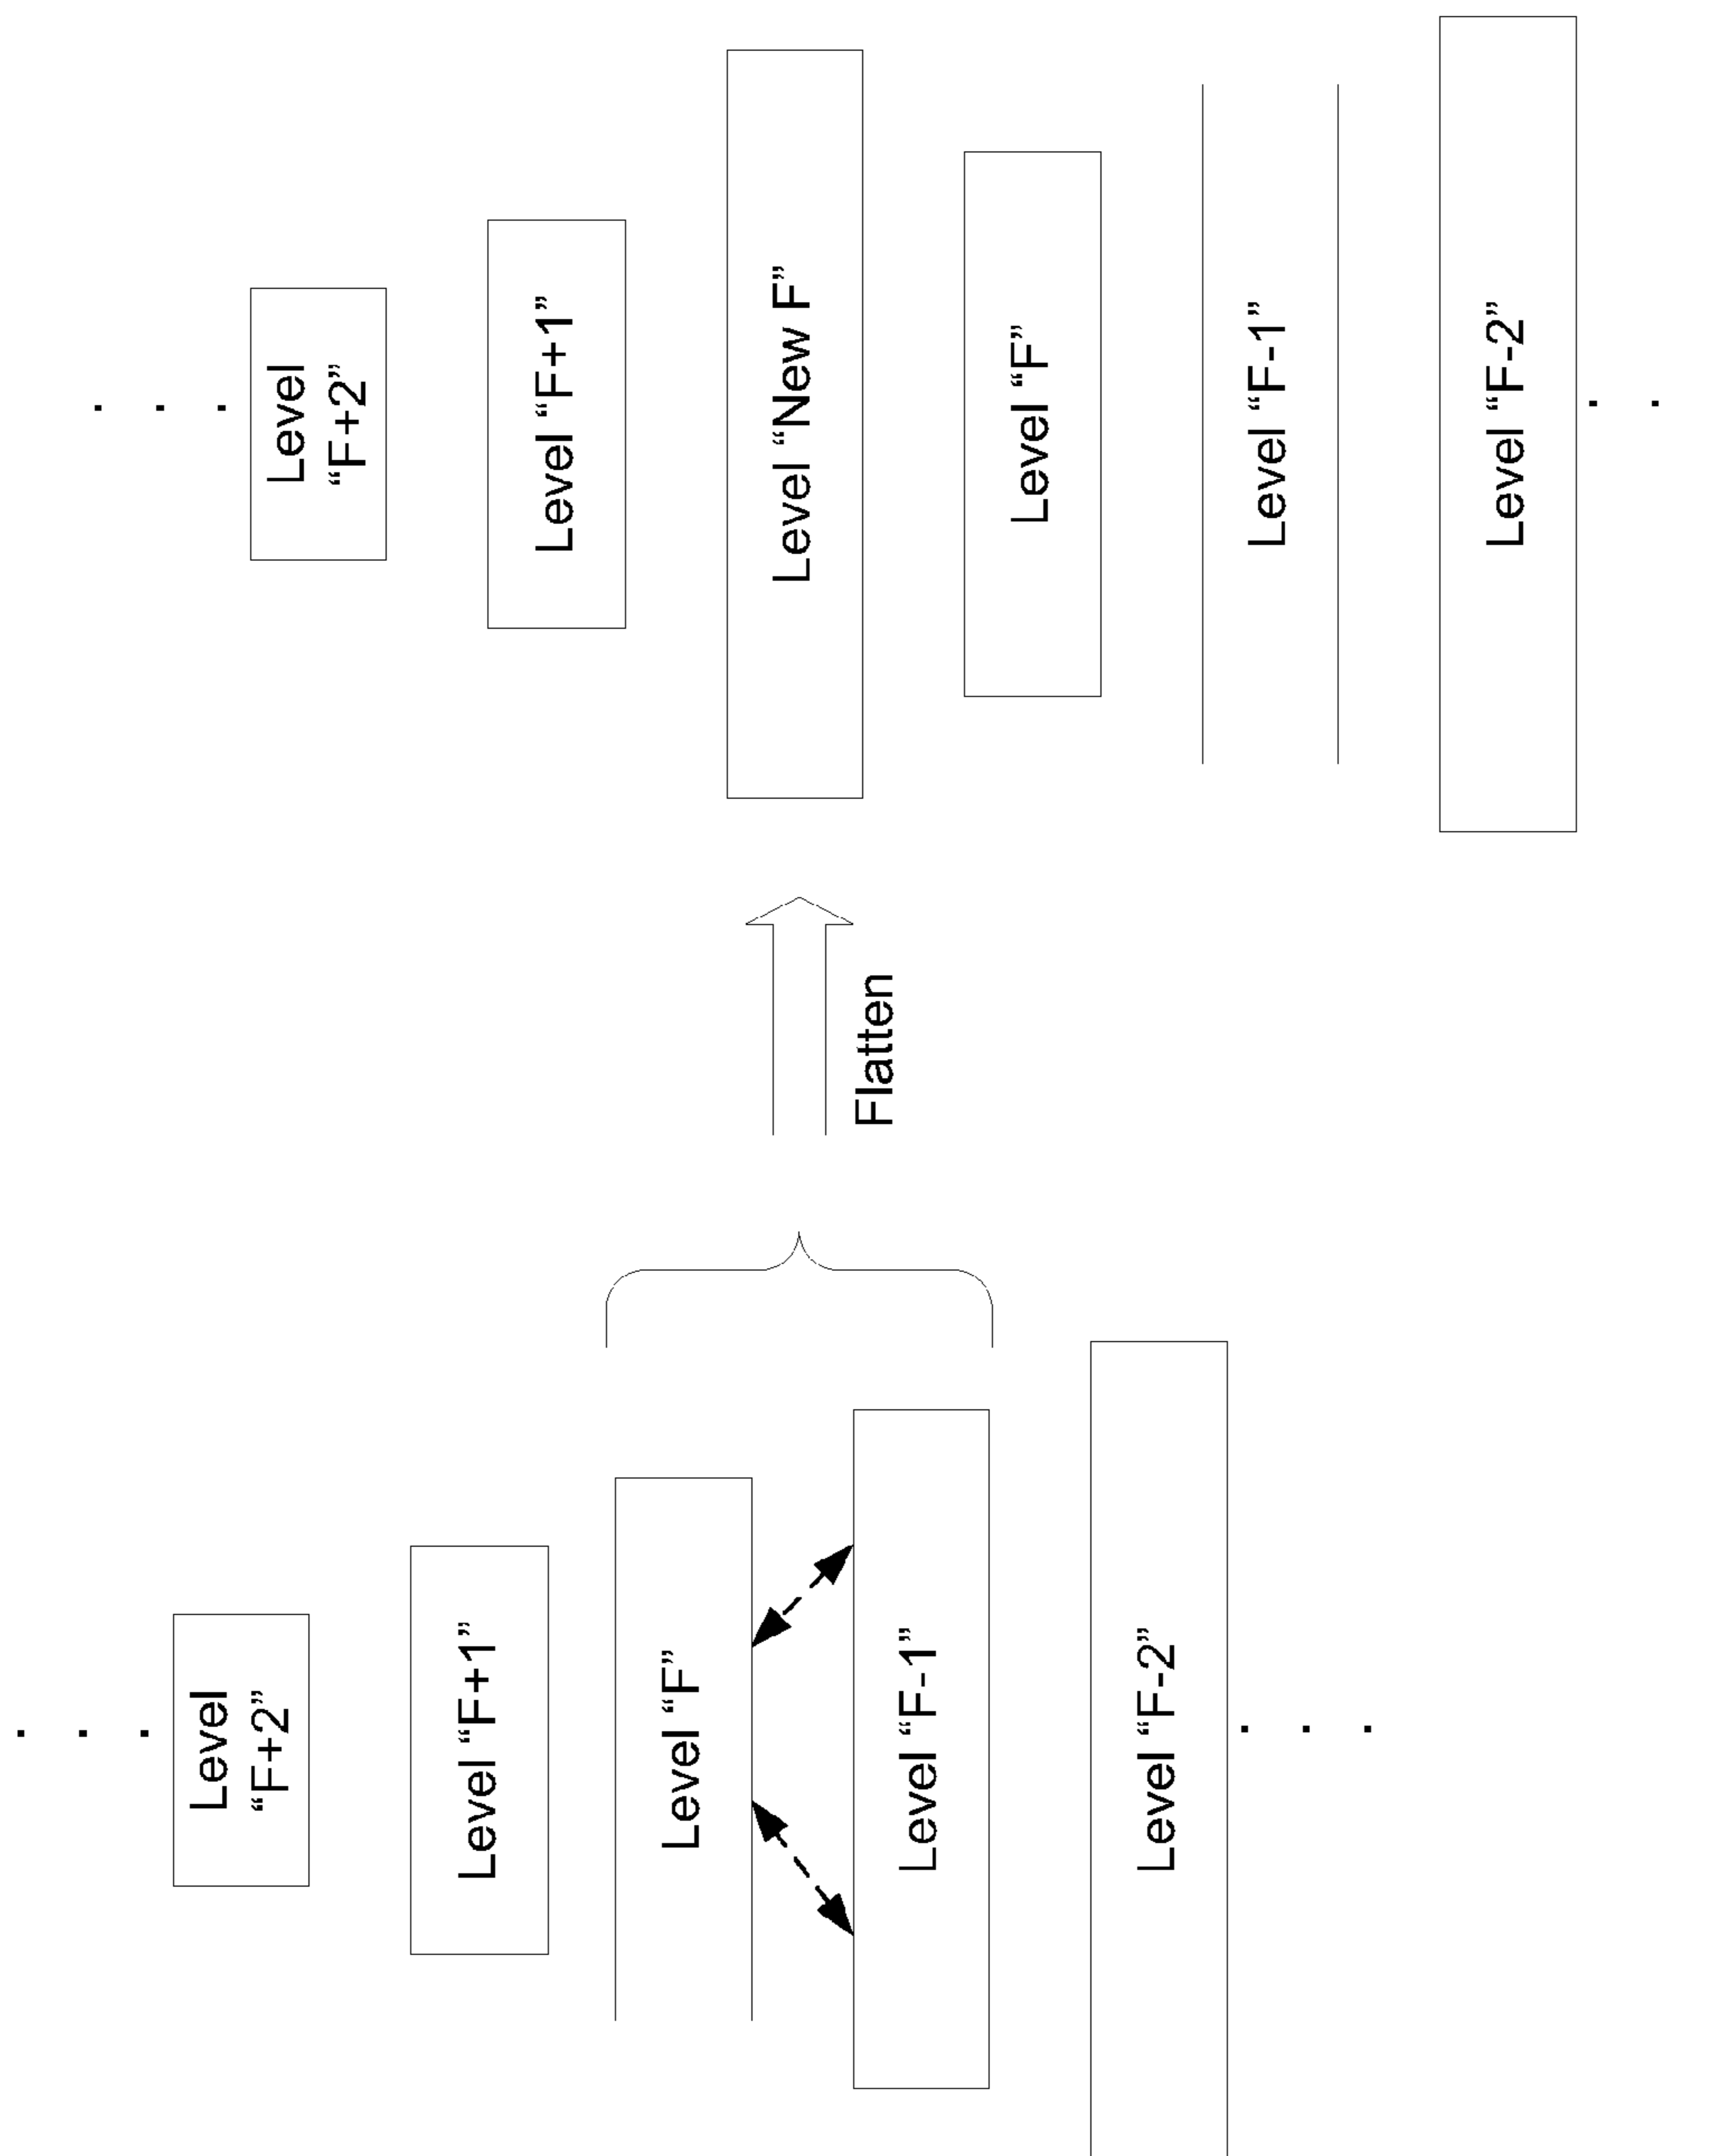 Level
“F+2”
Level “F+1”
Level “F”
Level “F-1”
Level “F-2”
Flatten
Level
“F+2”
Level “F+1”
Level “New F”
Level “F”
Level “F-1”
Level “F-2”